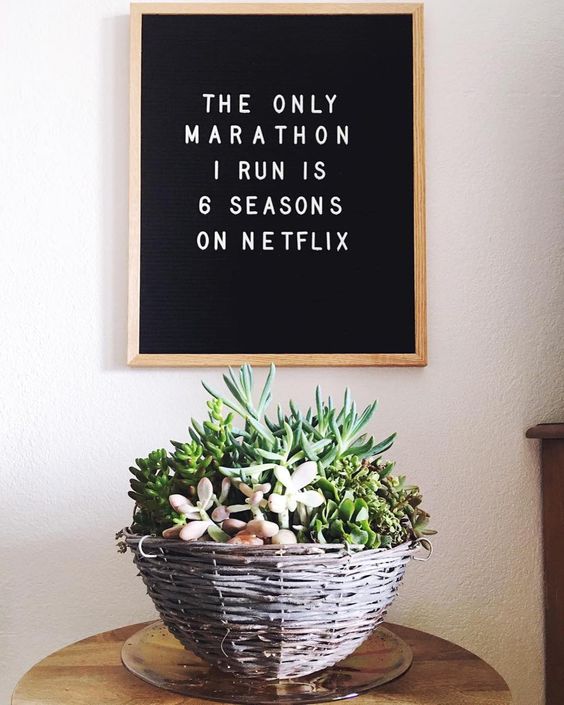 THE ONLY
MARATHON
I RUN IS
6 SEASONS
ON NETFLIX